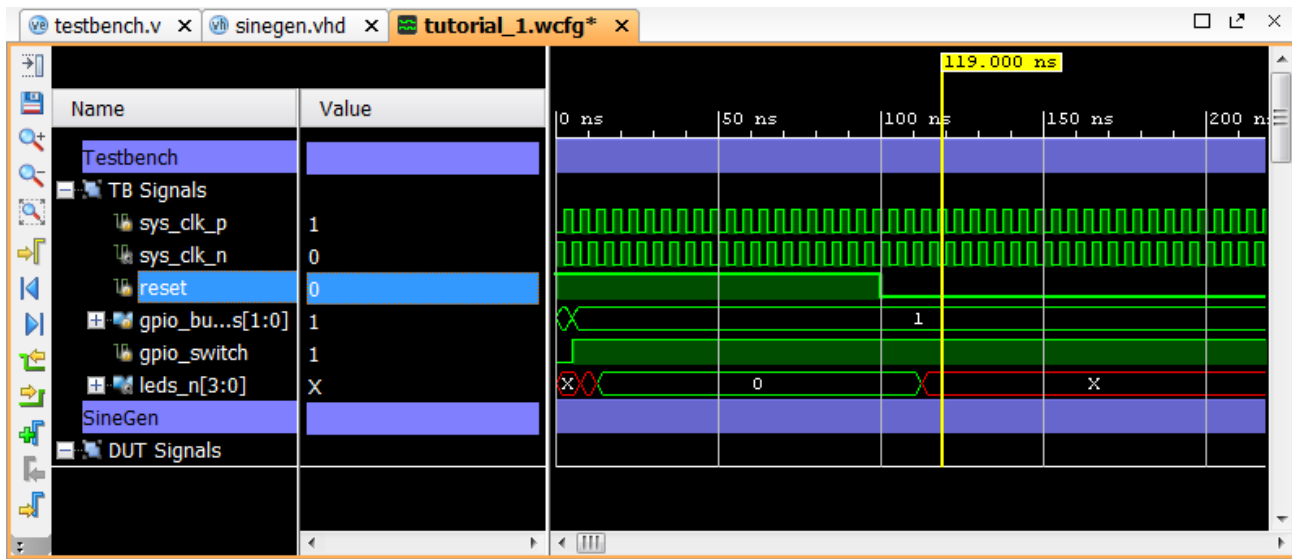 testbench.v sinegen.vhd tutorial_1.wcfg*
119.000 ns
Name Value
0 ns 50 ns 100 ns 150 ns 200 n
Testbench
TB Signals
sys_clk_p 1
sys_clk_n 0
reset 0
gpio_bu...s[1:0] 1 1
gpio_switch 1
leds_n[3:0] X X 0 X
SineGen
DUT Signals